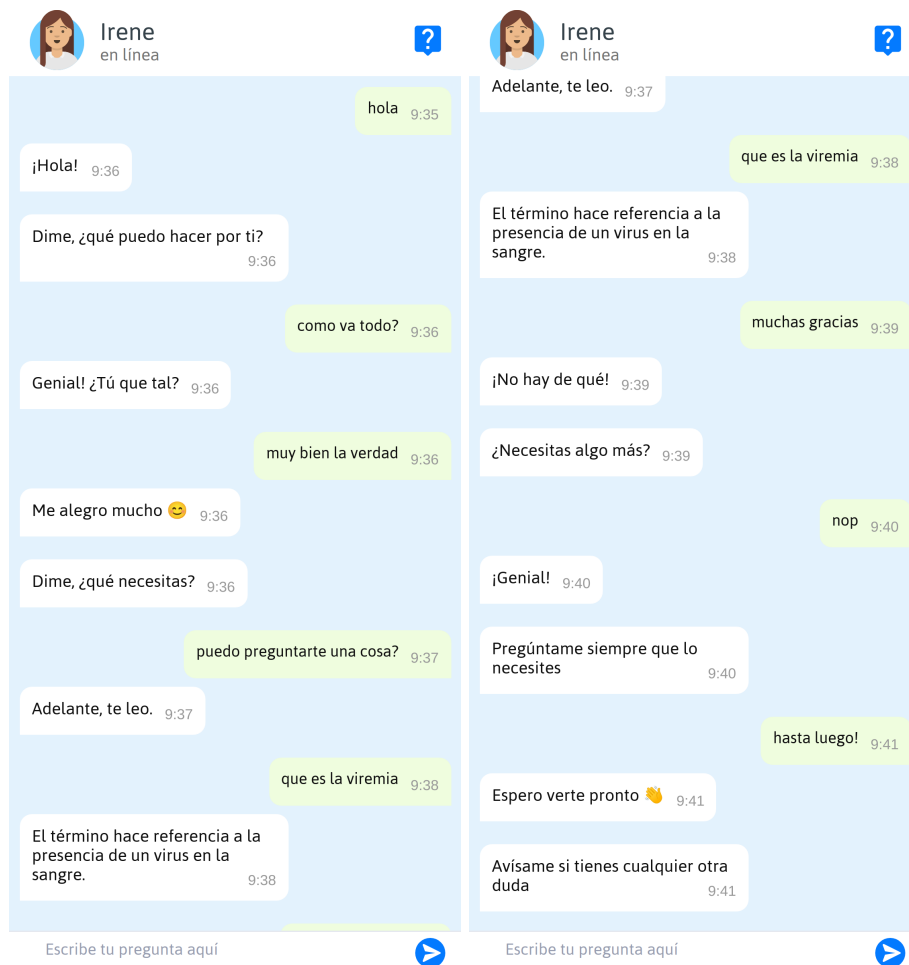 Irene
en línea
?
hola 9:35
¡Hola! 9:36
Dime, ¿qué puedo hacer por ti?
9:36
como va todo? 9:36
Genial! ¿Tú que tal? 9:36
muy bien la verdad 9:36
Me alegro mucho 😊 9:36
Dime, ¿qué necesitas? 9:36
puedo preguntarte una cosa? 9:37
Adelante, te leo. 9:37
que es la viremia 9:38
El término hace referencia a la
presencia de un virus en la
sangre. 9:38
Escribe tu pregunta aquí
Irene
en línea
?
Adelante, te leo. 9:37
que es la viremia 9:38
El término hace referencia a la
presencia de un virus en la
sangre. 9:38
muchas gracias 9:39
¡No hay de qué! 9:39
¿Necesitas algo más? 9:39
nop 9:40
¡Genial! 9:40
Pregúntame siempre que lo
necesites 9:40
hasta luego! 9:41
Espero verte pronto 👋 9:41
Avísame si tienes cualquier otra
duda 9:41
Escribe tu pregunta aquí